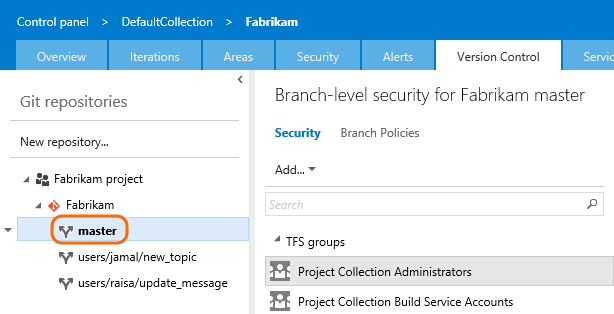 Control panel > DefaultCollection > Fabrikam
Overview Iterations Areas Security Alerts Version Control Servic
Git repositories
New repository...
Fabrikam project
Fabrikam
master
users/jamal/new_topic
users/raisa/update_message
Branch-level security for Fabrikam master
Security Branch Policies
Add...
Search
TFS groups
Project Collection Administrators
Project Collection Build Service Accounts